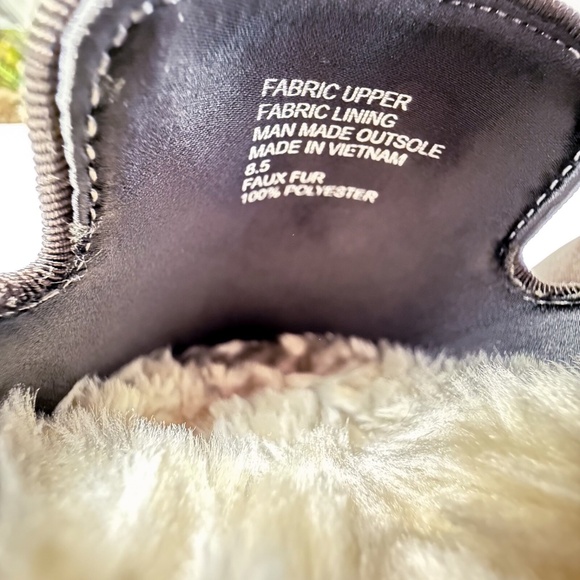 FABRIC UPPER
FABRIC LINING
MAN MADE OUTSOLE
MADE IN VIETNAM
8.5
FAUX FUR
100% POLYESTER